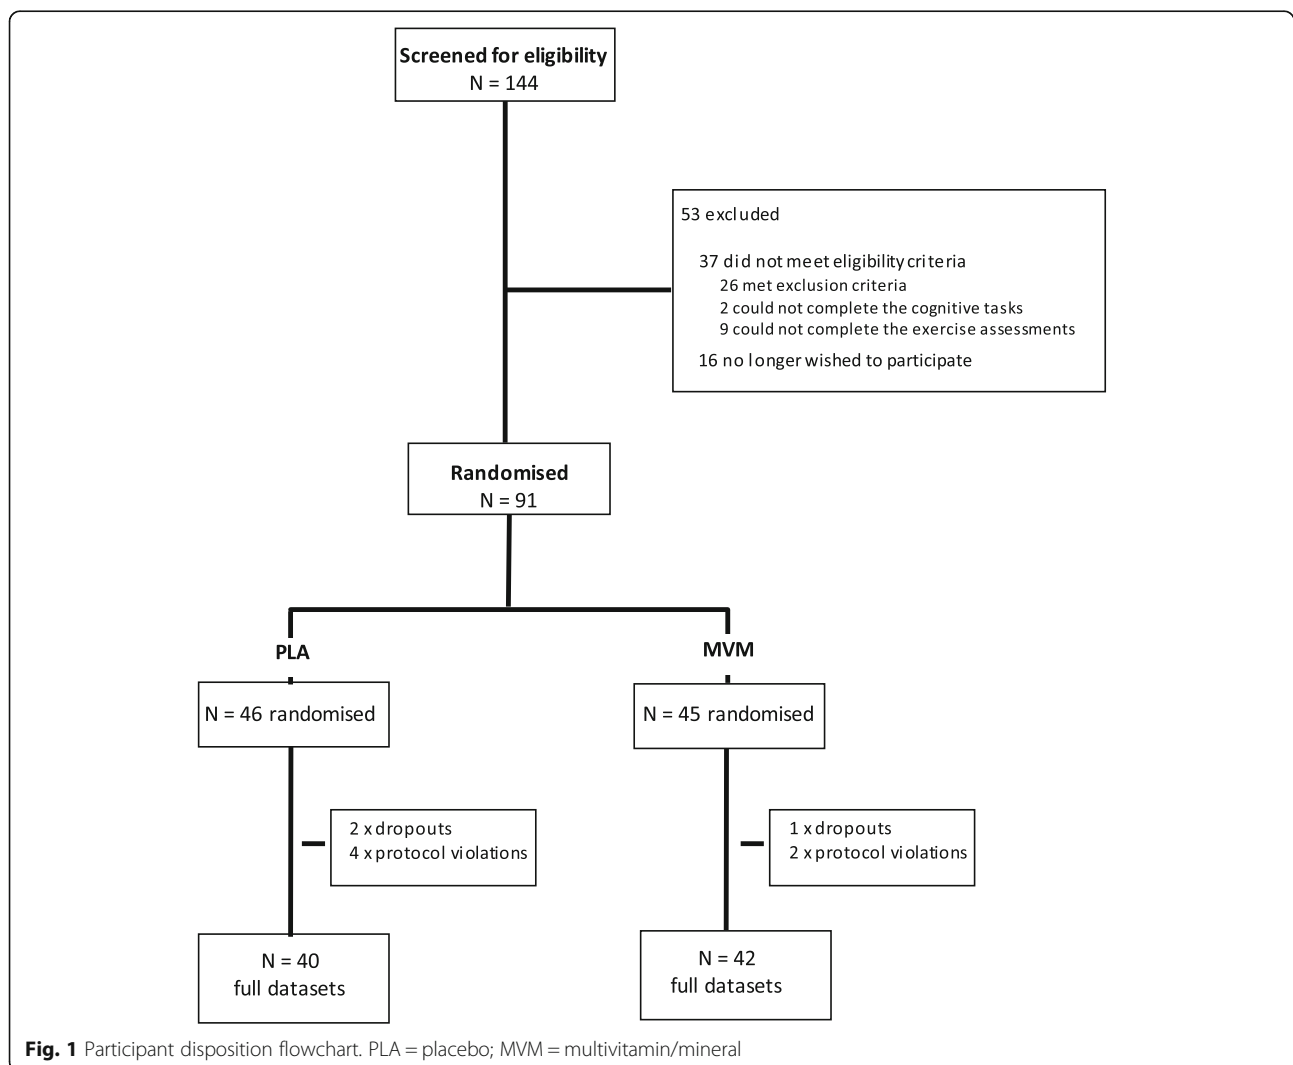 Screened for eligibility
N = 144
53 excluded
37 did not meet eligibility criteria
26 met exclusion criteria
2 could not complete the cognitive tasks
9 could not complete the exercise assessments
16 no longer wished to participate
Randomised
N = 91
PLA
MVM
N = 46 randomised
N = 45 randomised
2 x dropouts
4 x protocol violations
1 x dropouts
2 x protocol violations
N = 40
full datasets
N = 42
full datasets
Fig. 1 Participant disposition flowchart. PLA = placebo; MVM = multivitamin/mineral